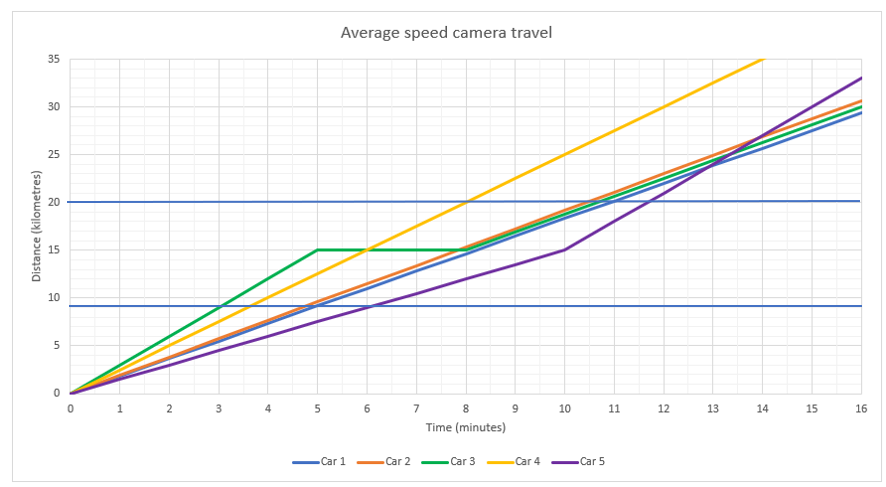 Average speed camera travel
35
30
25
20
15
10
5
0
Distance (kilometres)
0 1 2 3 4 5 6 7 8 9 10 11 12 13 14 15 16
Time (minutes)
Car 1 Car 2 Car 3 Car 4 Car 5